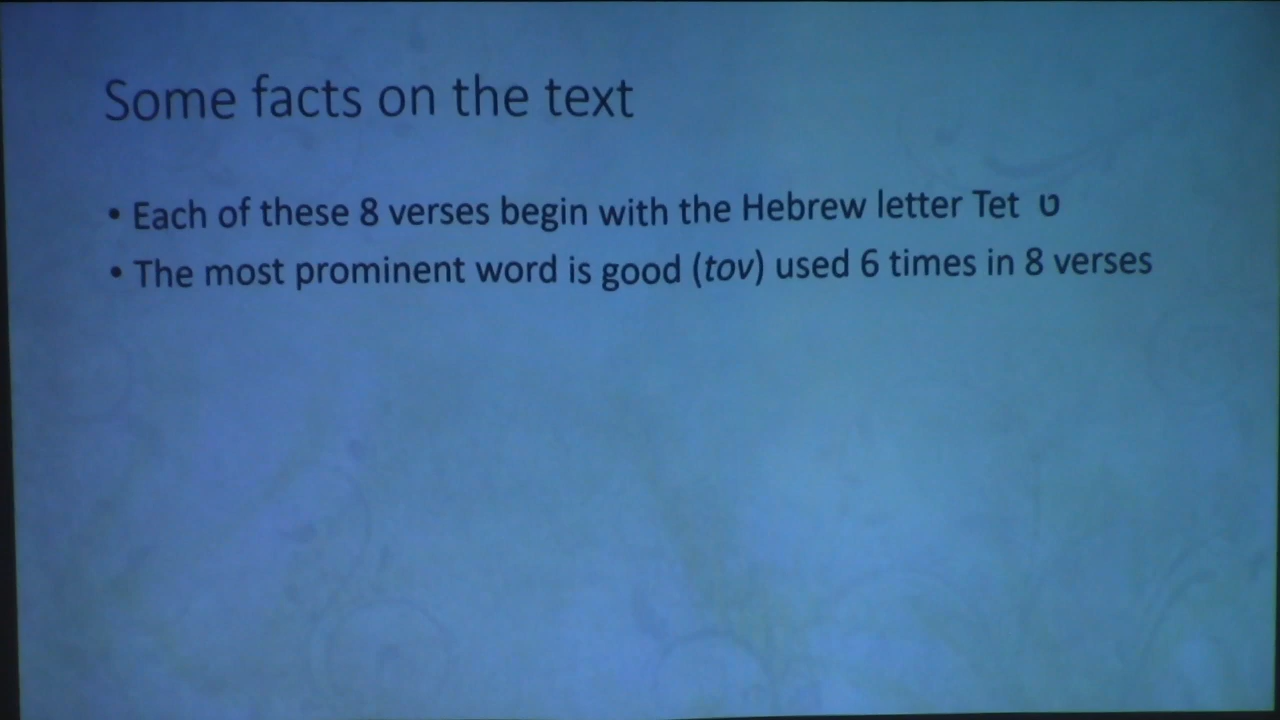 Some facts on the text
• Each of these 8 verses begin with the Hebrew letter Tet ט
• The most prominent word is good (tov) used 6 times in 8 verses